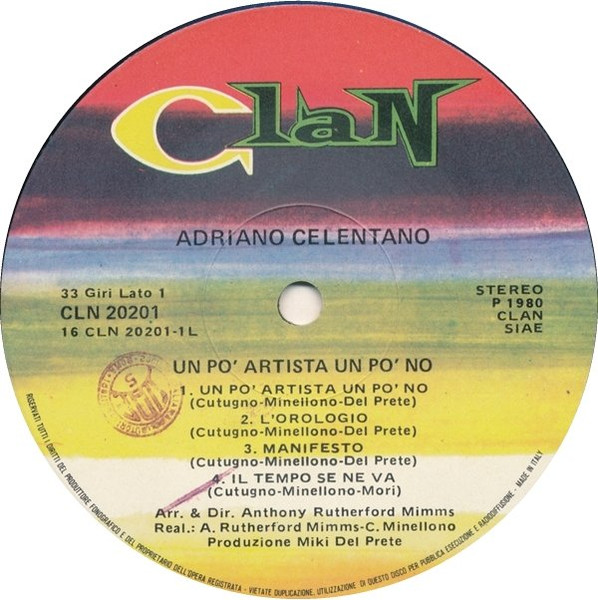 ClaN
ADRIANO CELENTANO
33 Giri Lato 1
CLN 20201
16 CLN 20201-1L
STEREO
P 1980
CLAN
SIAE
UN PO' ARTISTA UN PO' NO
1. UN PO' ARTISTA UN PO' NO
(Cutugno-Minellono-Del Prete)
2. L'OROLOGIO
(Cutugno-Minellono-Del Prete)
3. MANIFESTO
(Cutugno-Minellono-Del Prete)
4. IL TEMPO SE NE VA
(Cutugno-Minellono-Mori)
Arr. & Dir. Anthony Rutherford Mimms
Real.: A. Rutherford Mimms-C. Minellono
Produzione Miki Del Prete
RISERVATI TUTTI I DIRITTI DEL PRODUTTORE FONOGRAFICO E DEL PROPRIETARIO DELL'OPERA REGISTRATA - VIETATE DUPLICAZIONE, UTILIZZAZIONE DI QUESTO DISCO PER PUBBLICA ESECUZIONE E RADIODIFFUSIONE - MADE IN ITALY